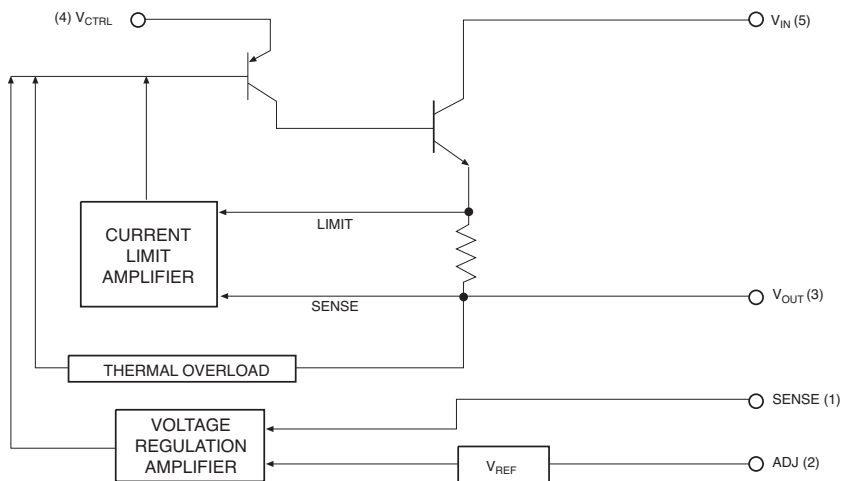 (4) VCTRL
VIN (5)
CURRENT
LIMIT
AMPLIFIER
LIMIT
SENSE
VOUT (3)
THERMAL OVERLOAD
SENSE (1)
VOLTAGE
REGULATION
AMPLIFIER
VREF
ADJ (2)